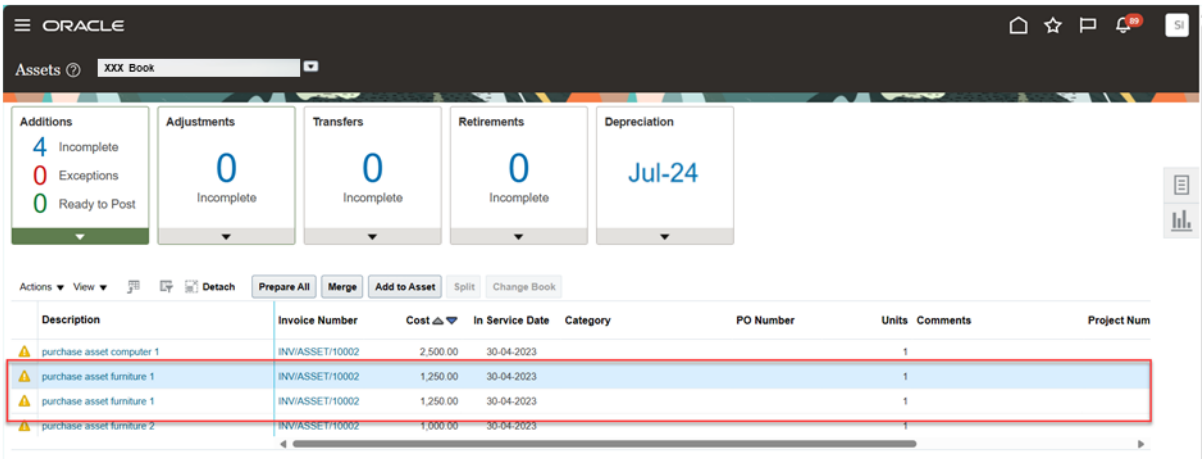 ORACLE
89
SI
Assets
XXX Book
Additions
4 Incomplete
0 Exceptions
0 Ready to Post
Adjustments
0
Incomplete
Transfers
0
Incomplete
Retirements
0
Incomplete
Depreciation
Jul-24
Actions View Detach Prepare All Merge Add to Asset Split Change Book
Description Invoice Number Cost In Service Date Category PO Number Units Comments Project Num
purchase asset computer 1 INV/ASSET/10002 2,500.00 30-04-2023 1
purchase asset furniture 1 INV/ASSET/10002 1,250.00 30-04-2023 1
purchase asset furniture 1 INV/ASSET/10002 1,250.00 30-04-2023 1
purchase asset furniture 2 INV/ASSET/10002 1,000.00 30-04-2023 1